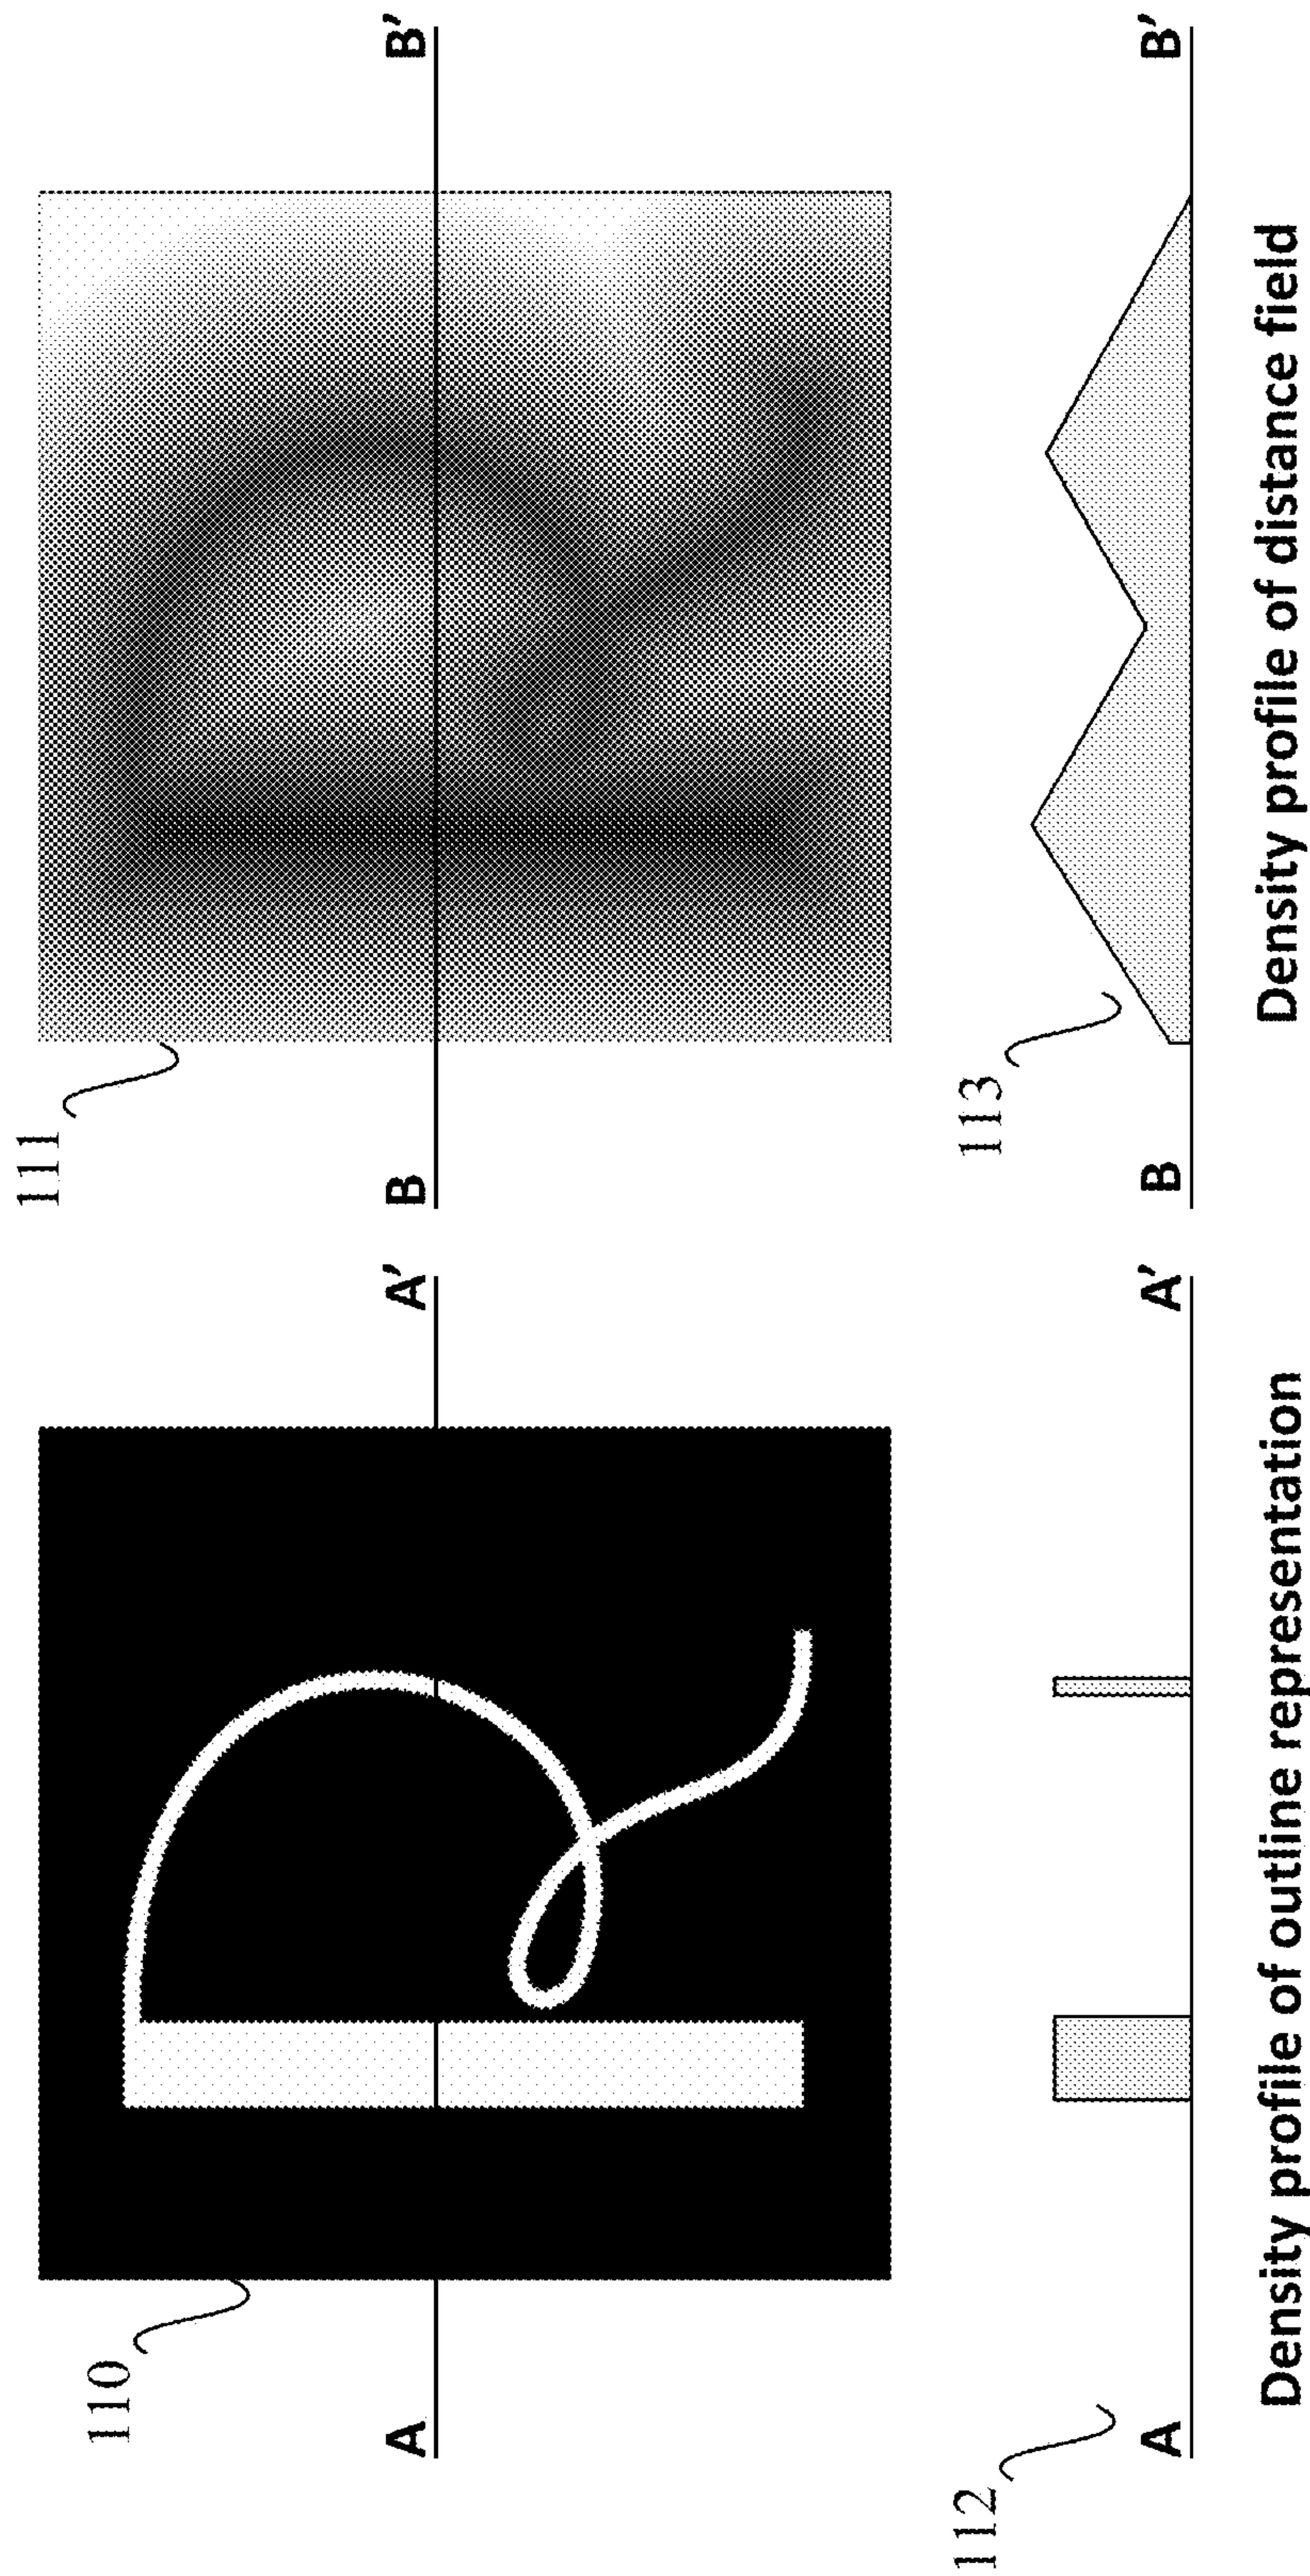 110
111
A A′ B B′
112
113
A A′ B B′
Density profile of outline representation
Density profile of distance field